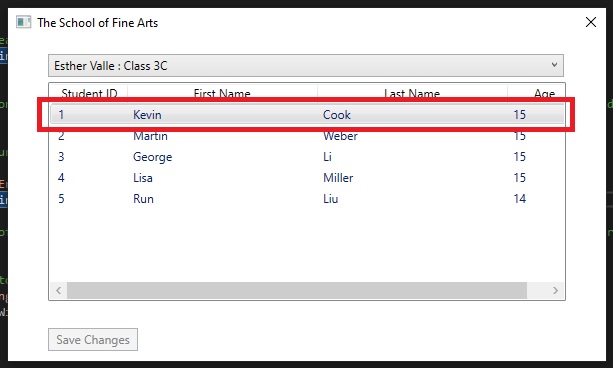 The School of Fine Arts
Esther Valle : Class 3C
Student ID First Name Last Name Age
1 Kevin Cook 15
2 Martin Weber 15
3 George Li 15
4 Lisa Miller 15
5 Run Liu 14
Save Changes